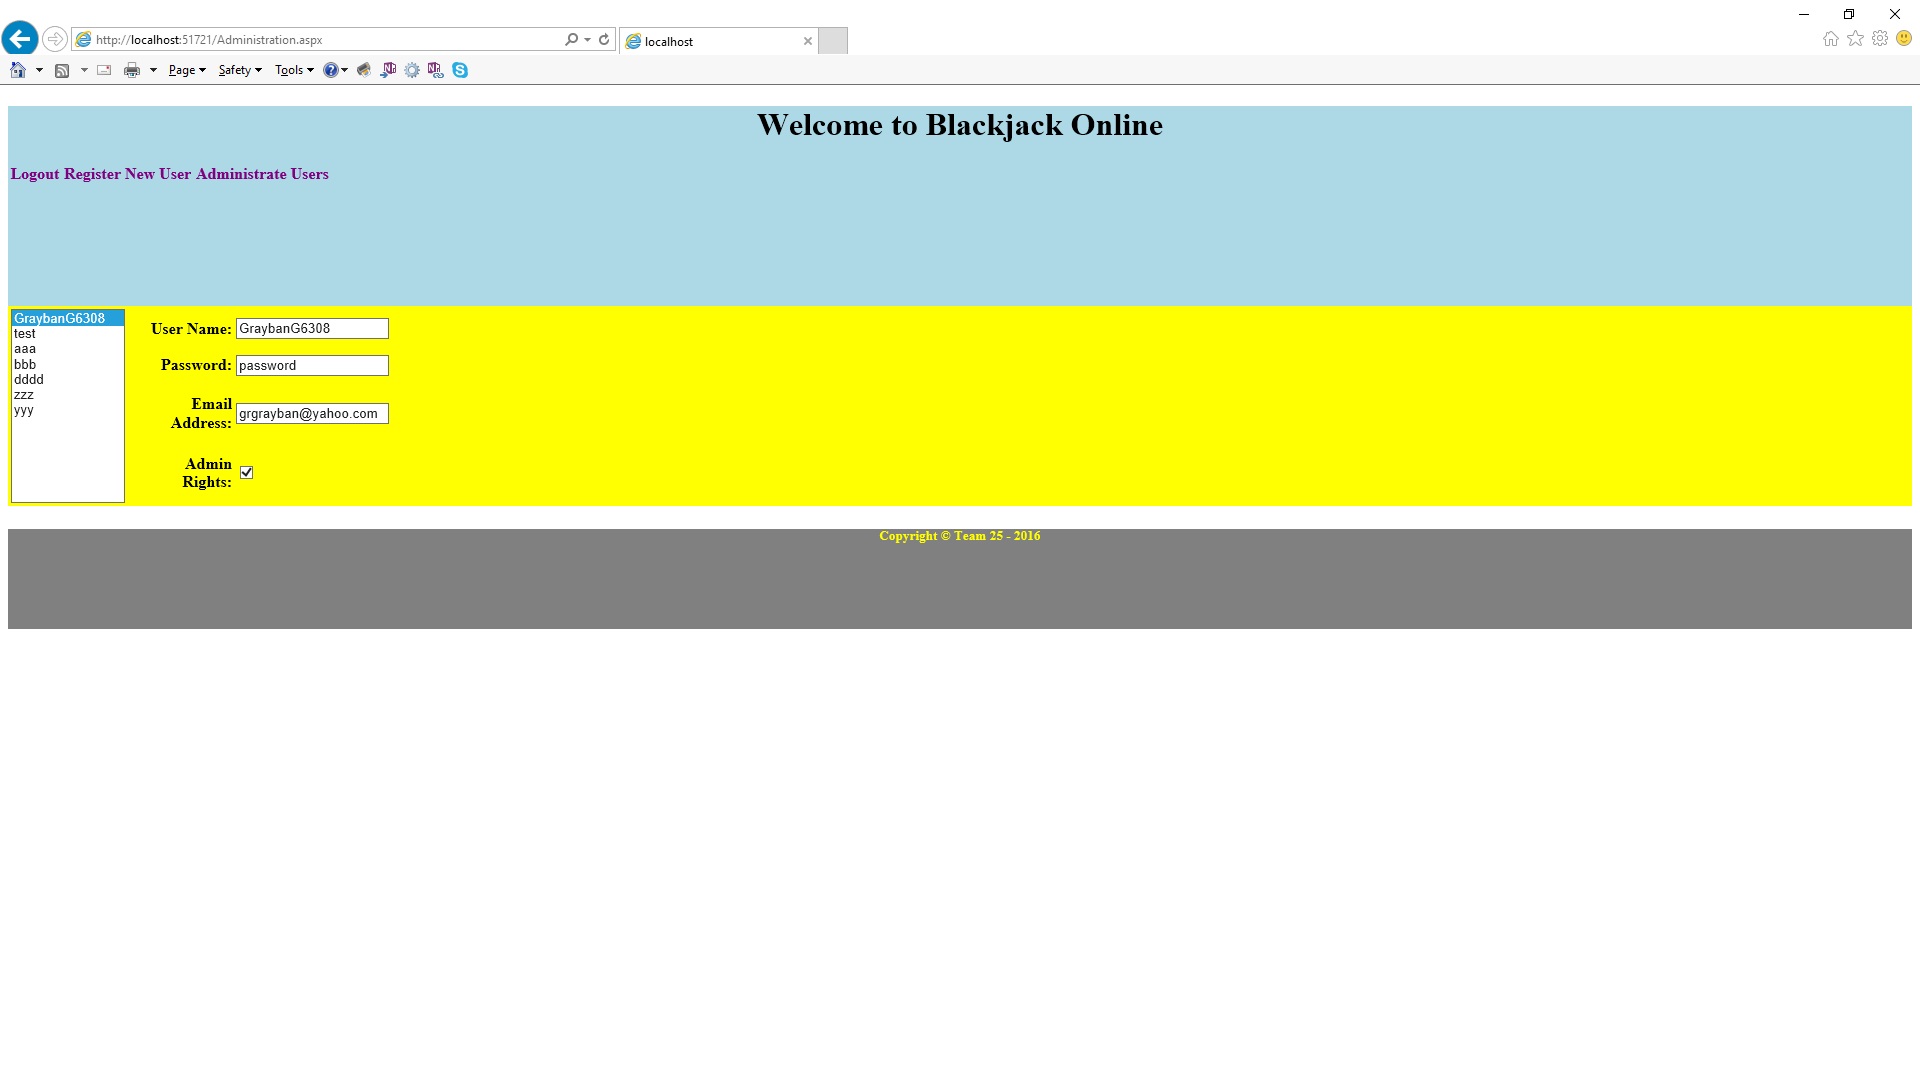 http://localhost:51721/Administration.aspx
localhost
Page
Safety
Tools
Welcome to Blackjack Online
Logout Register New User Administrate Users
GraybanG6308
test
aaa
bbb
dddd
zzz
yyy
User Name: GraybanG6308
Password: password
Email
Address: grgrayban@yahoo.com
Admin
Rights:
Copyright © Team 25 - 2016